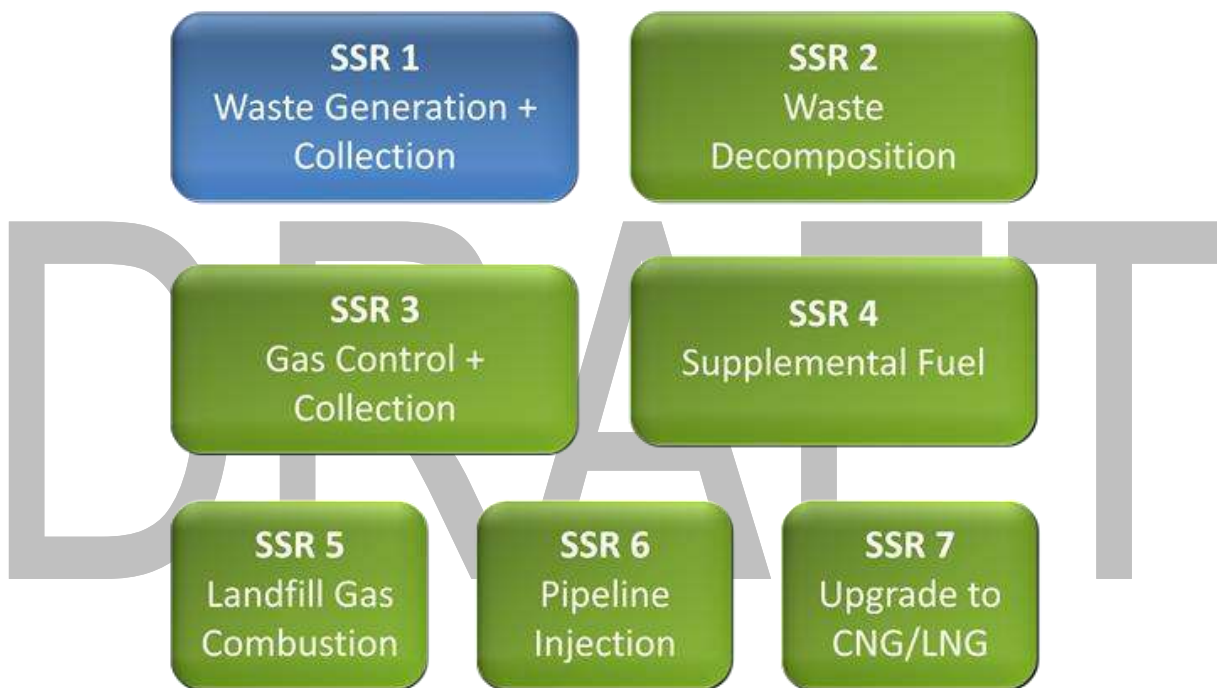 SSR 1
Waste Generation +
Collection
SSR 2
Waste
Decomposition
DRAFT
SSR 3
Gas Control +
Collection
SSR 4
Supplemental Fuel
SSR 5
Landfill Gas
Combustion
SSR 6
Pipeline
Injection
SSR 7
Upgrade to
CNG/LNG